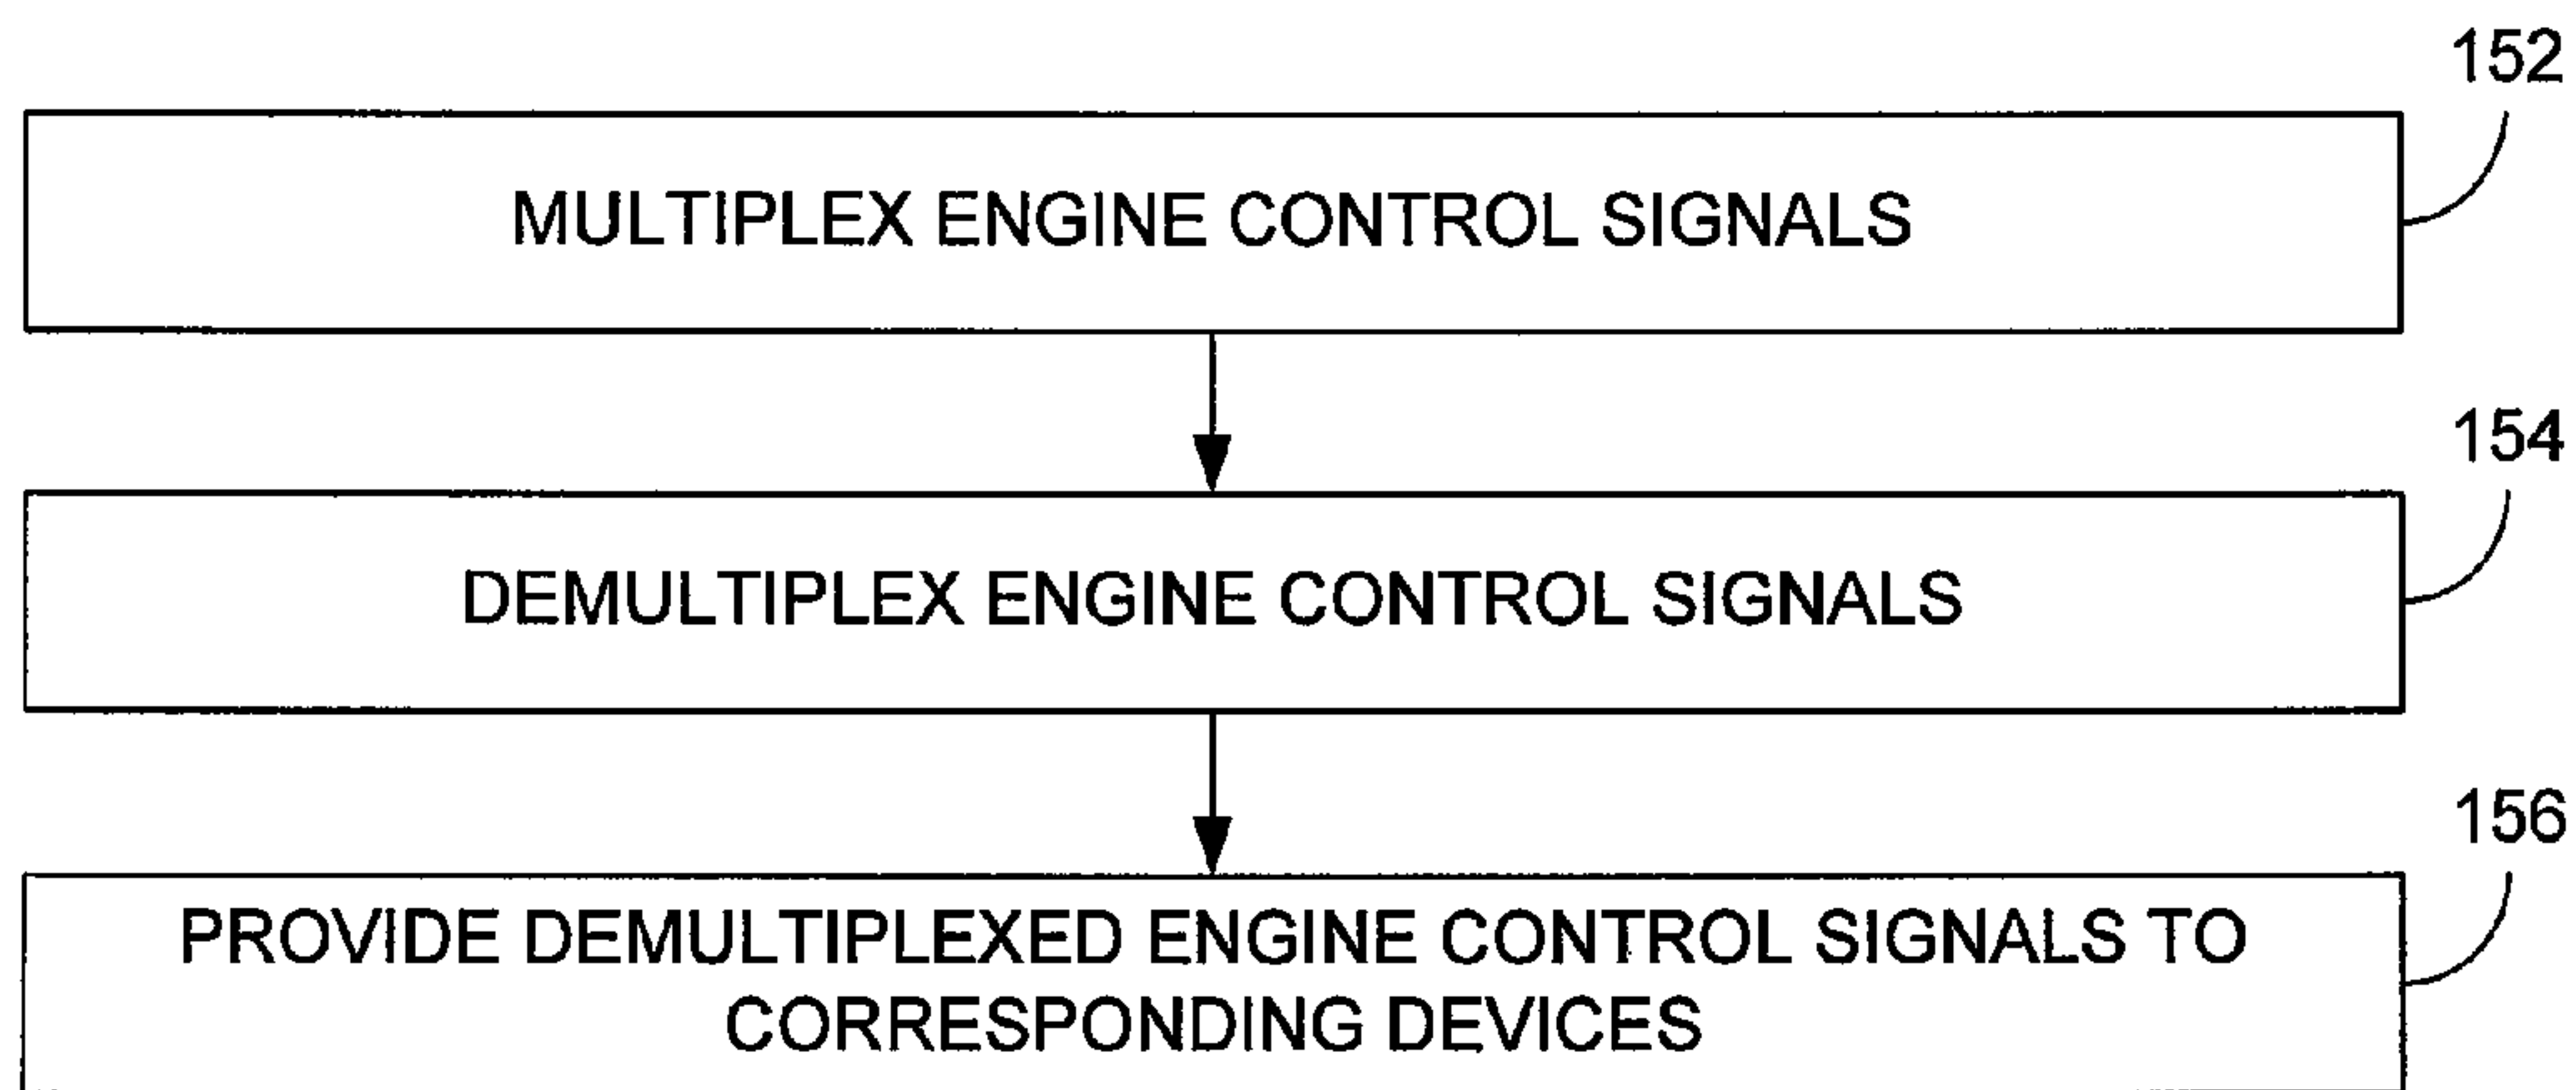 152
MULTIPLEX ENGINE CONTROL SIGNALS
154
DEMULTIPLEX ENGINE CONTROL SIGNALS
156
PROVIDE DEMULTIPLEXED ENGINE CONTROL SIGNALS TO
CORRESPONDING DEVICES